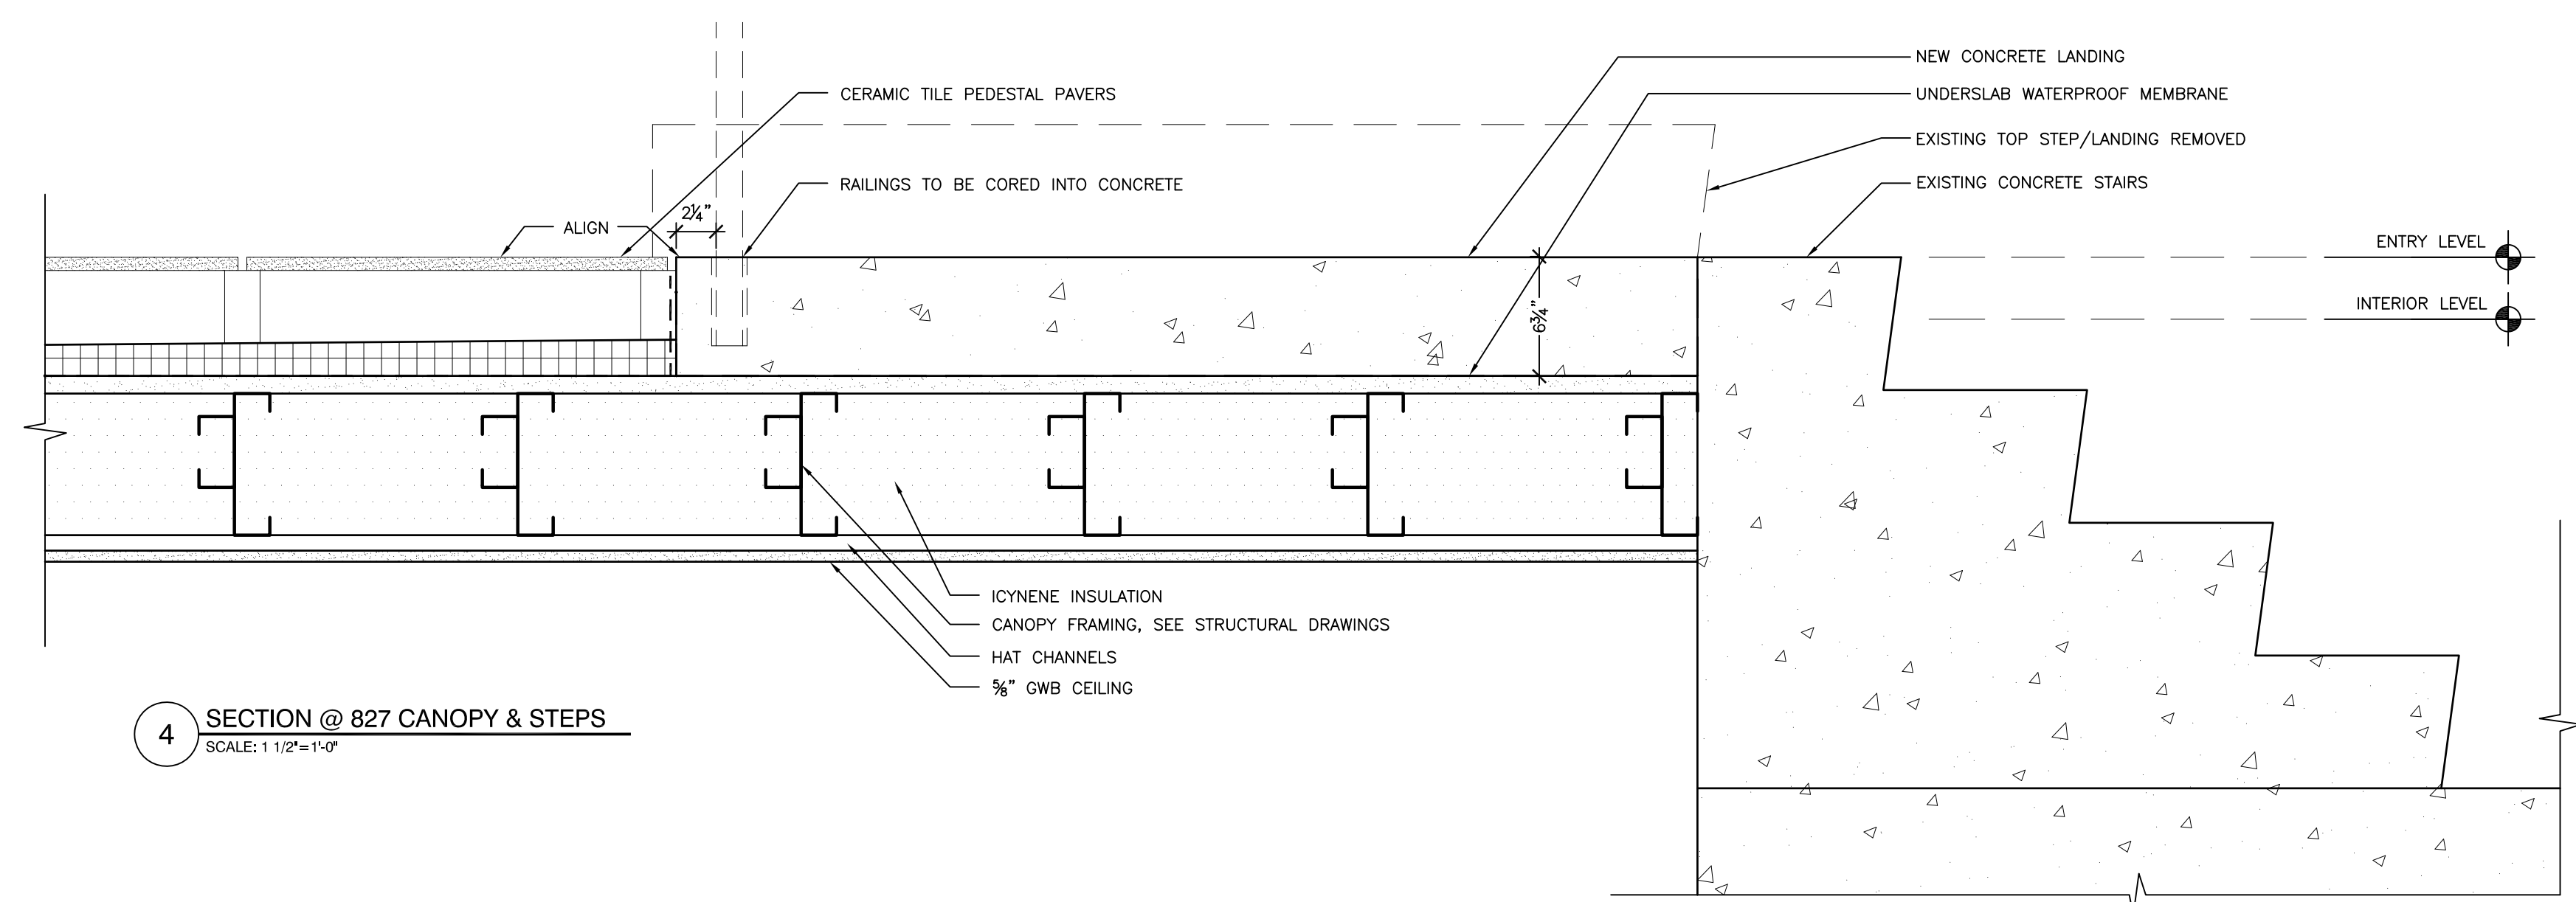 NEW CONCRETE LANDING
CERAMIC TILE PEDESTAL PAVERS
UNDERSLAB WATERPROOF MEMBRANE
EXISTING TOP STEP/LANDING REMOVED
RAILINGS TO BE CORED INTO CONCRETE
EXISTING CONCRETE STAIRS
2¼"
ALIGN
ENTRY LEVEL
INTERIOR LEVEL
6¾"
ICYNENE INSULATION
CANOPY FRAMING, SEE STRUCTURAL DRAWINGS
HAT CHANNELS
⅝" GWB CEILING
4
SECTION @ 827 CANOPY & STEPS
SCALE: 1 1/2"=1'-0"